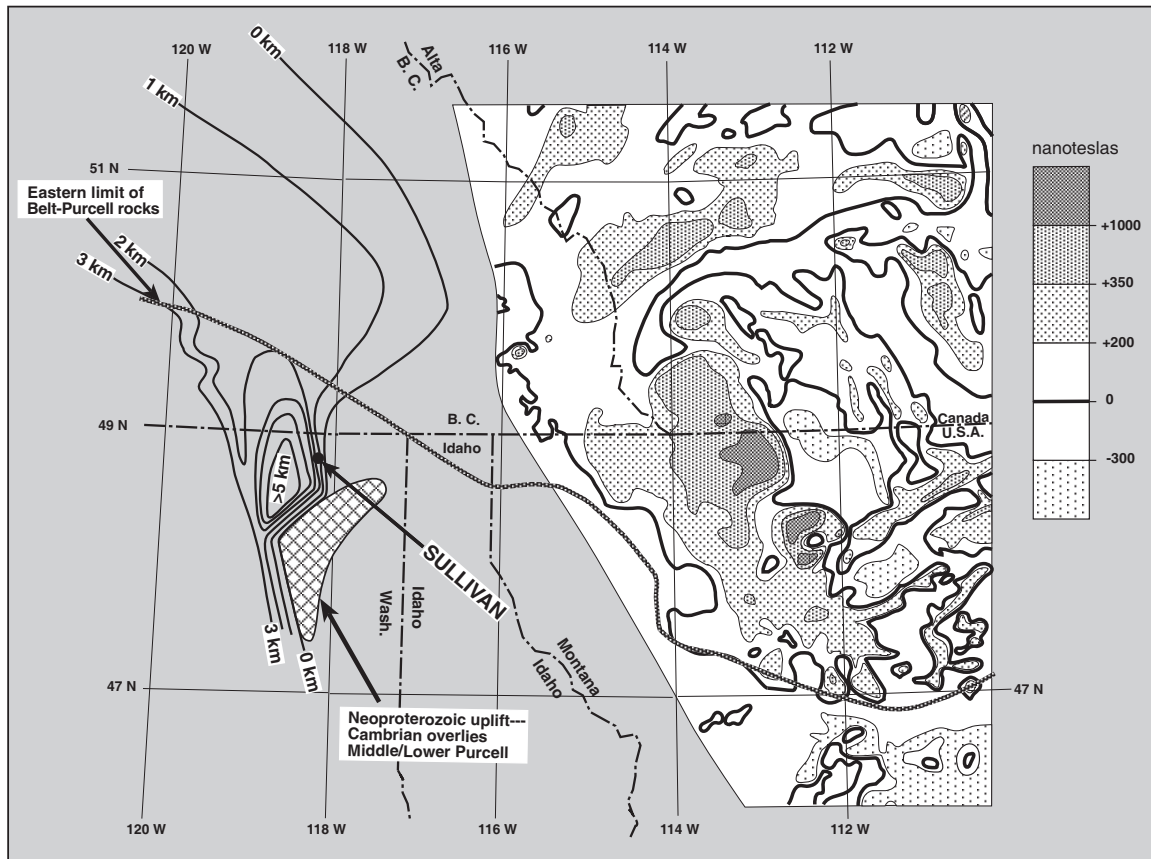 120 W
118 W
116 W
114 W
112 W
0 km
1 km
Alta
B. C.
nanoteslas
51 N
Eastern limit of
Belt-Purcell rocks
2 km
3 km
+1000
+350
+200
0
-300
49 N
B. C.
Idaho
Canada
U.S.A.
>5 km
SULLIVAN
Idaho
Wash.
Montana
Idaho
3 km
0 km
47 N
47 N
Neoproterozoic uplift---
Cambrian overlies
Middle/Lower Purcell
120 W
118 W
116 W
114 W
112 W